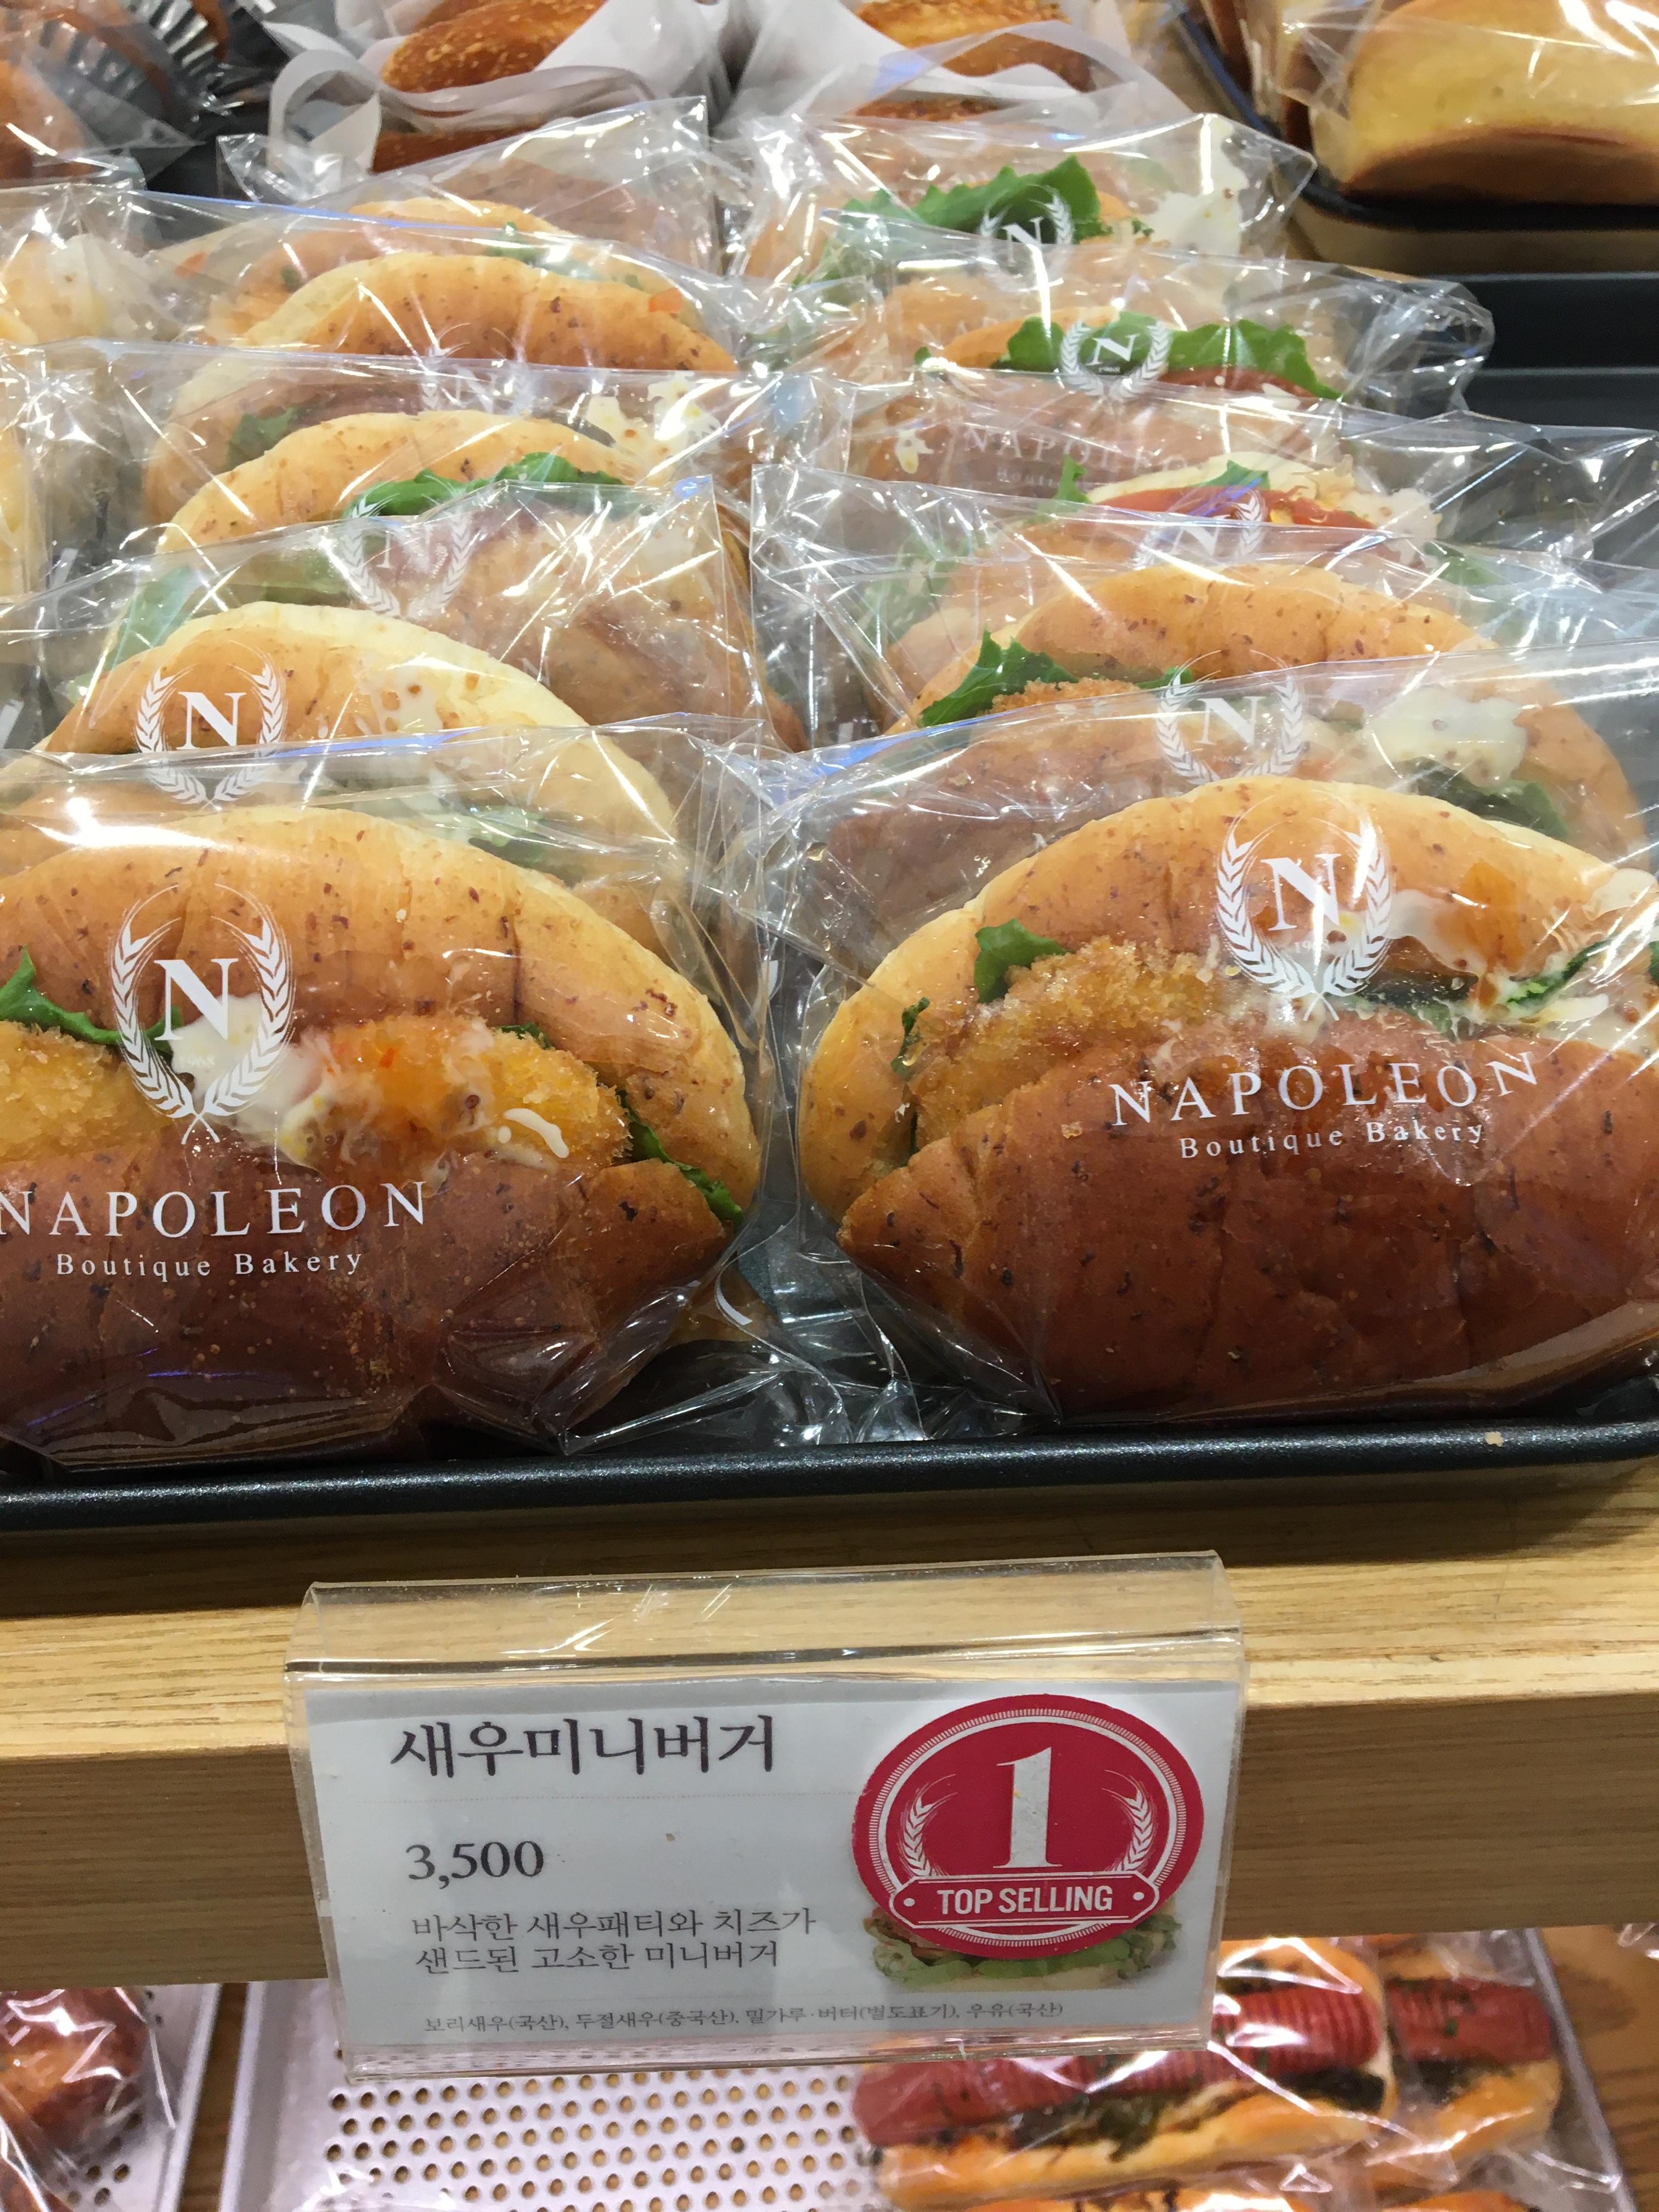 N
N
N
N
NAPOLEON
N
N
1968
NAPOLEON
Boutique Bakery
N
1968
NAPOLEON
Boutique Bakery
새우미니버거
3,500
바삭한 새우패티와 치즈가
샌드된 고소한 미니버거
보리새우(국산), 두절새우(중국산), 밀가루·버터(별도표기), 우유(국산)
1
TOP SELLING